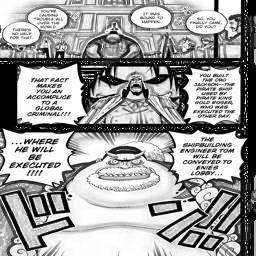 SO, YOU
FINALLY CAME,
DID YOU?
IT WAS
BOUND TO
HAPPEN.
YOU'RE
CAUSING
TROUBLE ALL
OVER THE
WORLD.
THERE'S
NO HELP
FOR THAT.
YOU BUILT
THE ORO
JACKSON--THE
PIRATE SHIP
USED BY
PIRATE KING
GOLD ROGER,
WHO WAS
EXECUTED THE
OTHER DAY.
THAT FACT
MAKES
YOU AN
ACCOMPLICE
TO A
GLOBAL
CRIMINAL!!!
THE
SHIPBUILDING
ENGINEER TOM
WILL BE
CONVEYED TO
ENIES
LOBBY...
...WHERE
HE WILL
BE
EXECUTED
!!!!